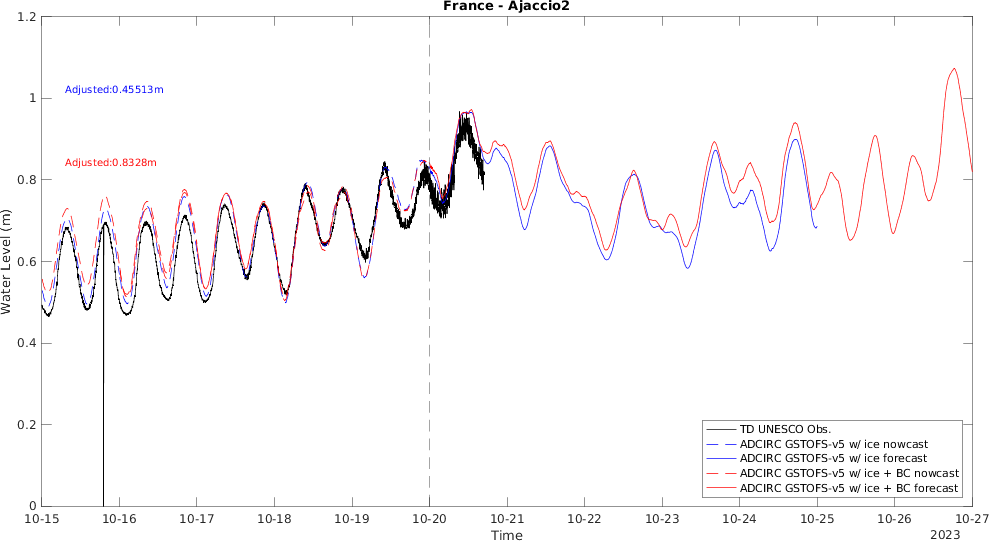 France - Ajaccio2
1.2
1
0.8
0.6
0.4
0.2
0
Water Level (m)
Adjusted:0.45513m
Adjusted:0.8328m
TD UNESCO Obs.
ADCIRC GSTOFS-v5 w/ ice nowcast
ADCIRC GSTOFS-v5 w/ ice forecast
ADCIRC GSTOFS-v5 w/ ice + BC nowcast
ADCIRC GSTOFS-v5 w/ ice + BC forecast
10-15 10-16 10-17 10-18 10-19 10-20 10-21 10-22 10-23 10-24 10-25 10-26 10-27
Time
2023